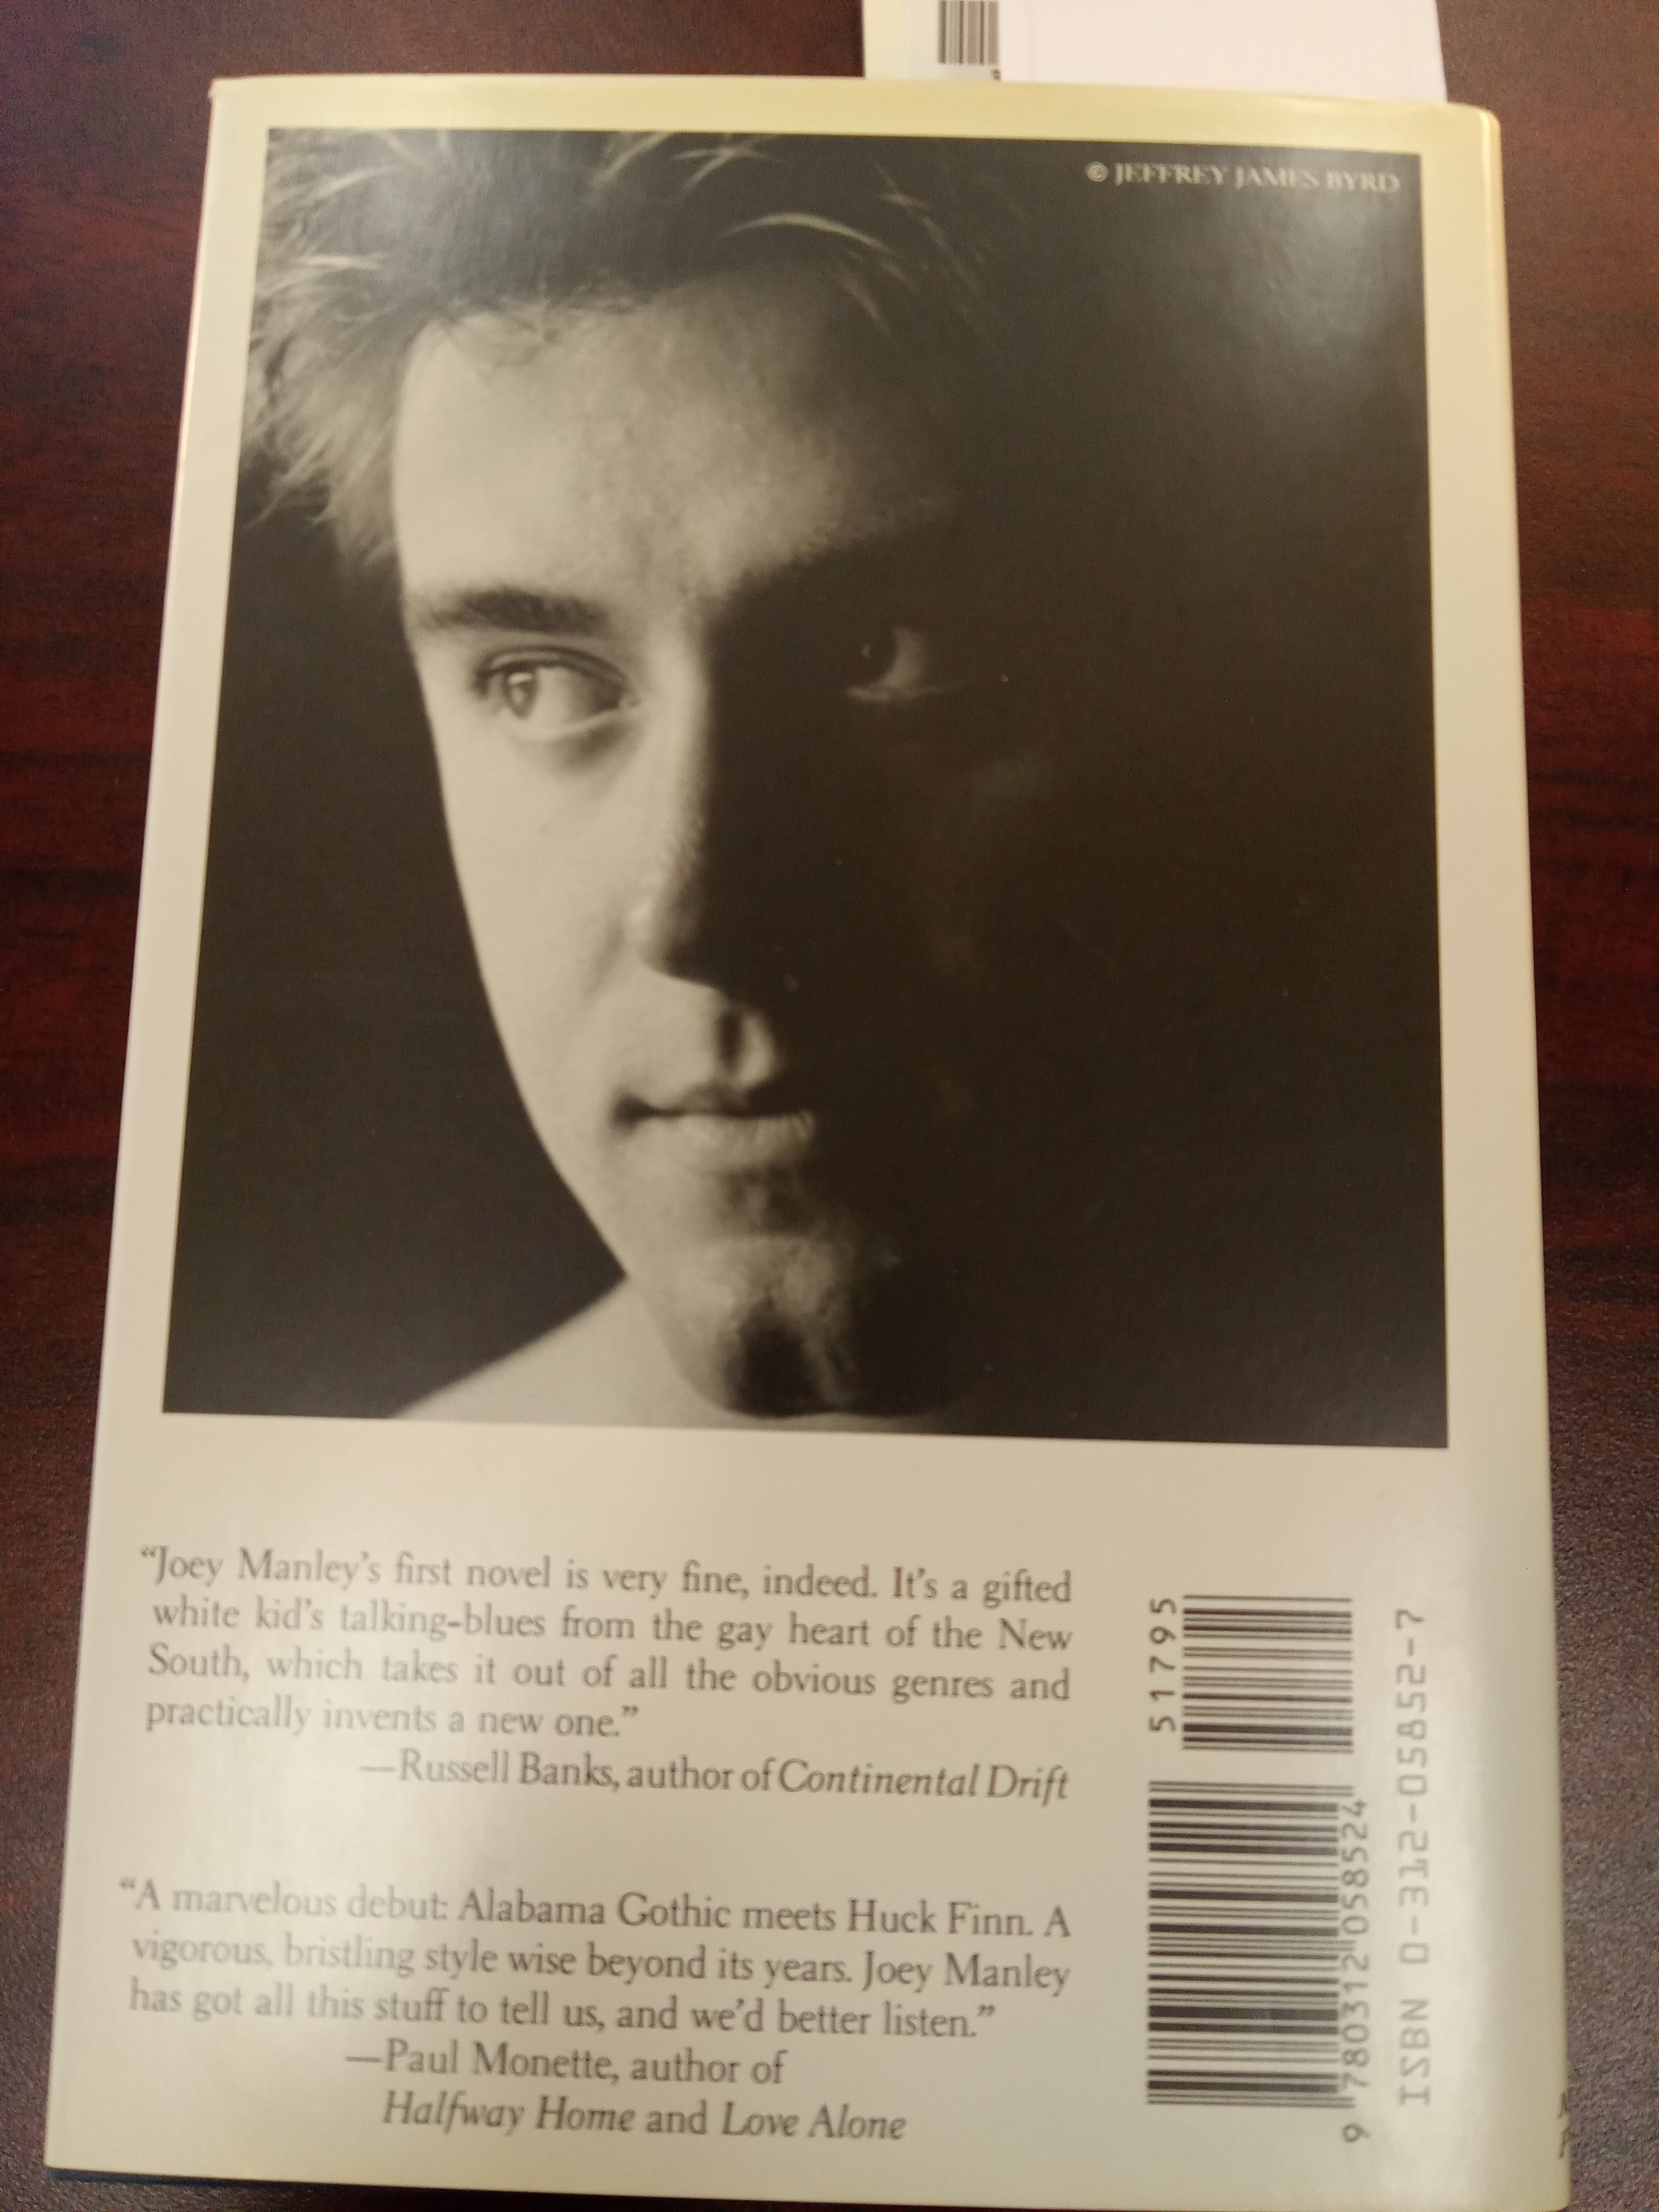 © JEFFREY JAMES BYRD
“Joey Manley’s first novel is very fine, indeed. It’s a gifted
white kid’s talking-blues from the gay heart of the New
South, which takes it out of all the obvious genres and
practically invents a new one.”
—Russell Banks, author of Continental Drift
“A marvelous debut: Alabama Gothic meets Huck Finn. A
vigorous, bristling style wise beyond its years. Joey Manley
has got all this stuff to tell us, and we’d better listen.”
—Paul Monette, author of
Halfway Home and Love Alone
51795
9 780312 058524
ISBN 0-312-05852-7